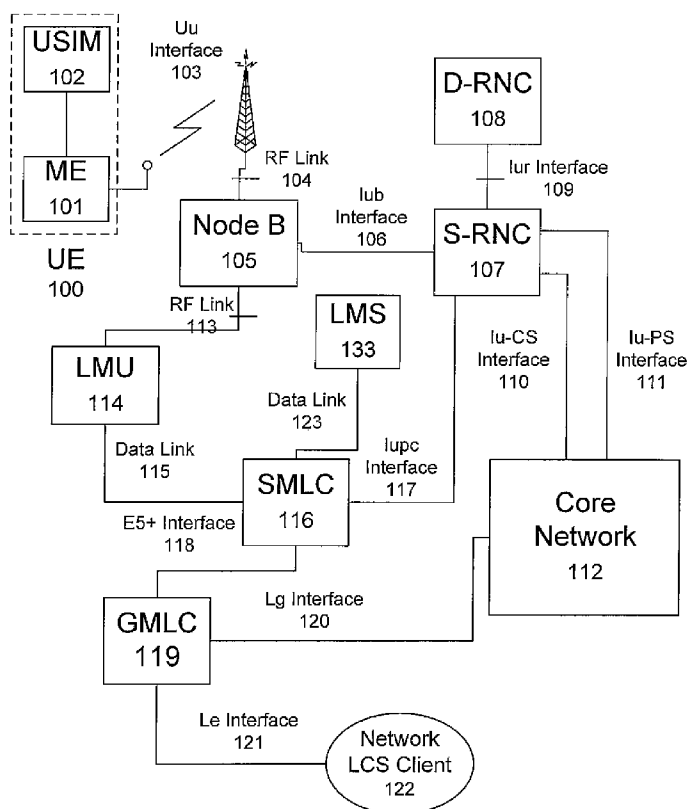 USIM
102
ME
101
UE
100
Uu
Interface
103
RF Link
104
D-RNC
108
Iur Interface
109
Node B
105
Iub
Interface
106
S-RNC
107
RF Link
113
LMS
133
Iu-CS
Interface
110
Iu-PS
Interface
111
LMU
114
Data Link
123
Data Link
115
Iupc
Interface
117
SMLC
116
E5+ Interface
118
Core
Network
112
GMLC
119
Lg Interface
120
Le Interface
121
Network
LCS Client
122